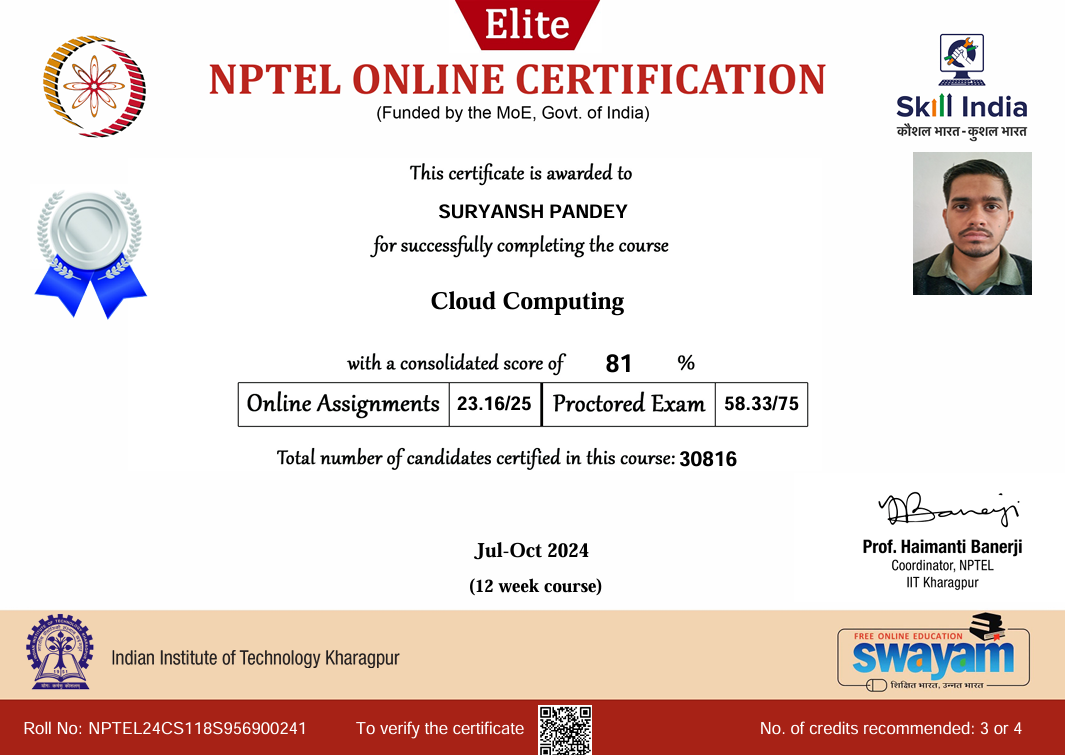 Elite
NPTEL ONLINE CERTIFICATION
(Funded by the MoE, Govt. of India)
Skill India
कौशल भारत - कुशल भारत
This certificate is awarded to
SURYANSH PANDEY
for successfully completing the course
Cloud Computing
with a consolidated score of 81 %
Online Assignments 23.16/25 Proctored Exam 58.33/75
Total number of candidates certified in this course: 30816
Jul-Oct 2024
(12 week course)
Prof. Haimanti Banerji
Coordinator, NPTEL
IIT Kharagpur
Indian Institute of Technology Kharagpur
FREE ONLINE EDUCATION
swayam
शिक्षित भारत, उन्नत भारत
Roll No: NPTEL24CS118S956900241
To verify the certificate
No. of credits recommended: 3 or 4